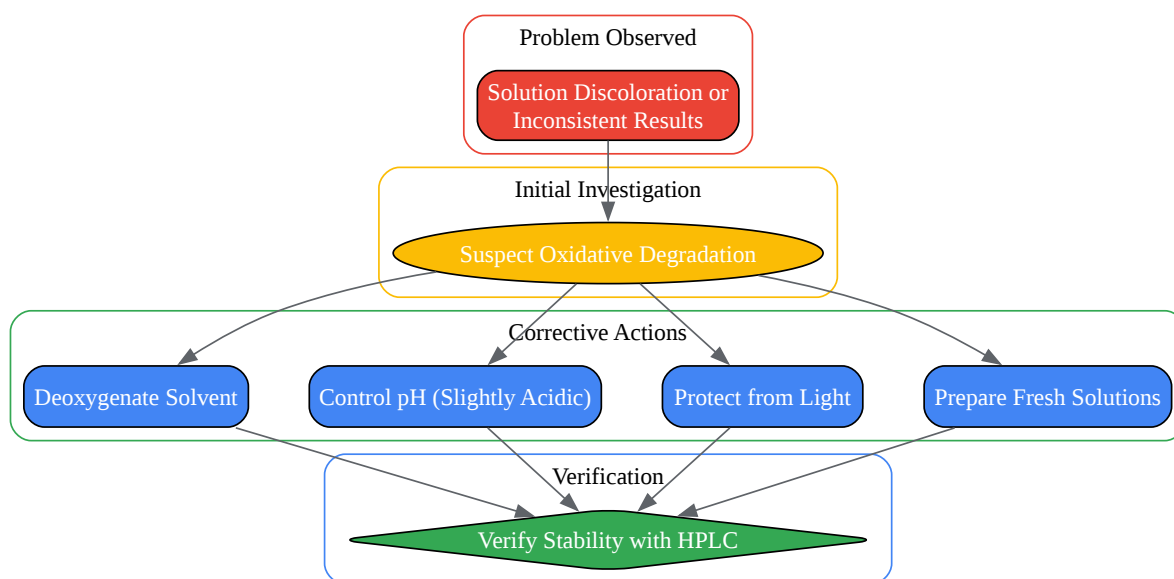 Problem Observed
Solution Discoloration or
Inconsistent Results
Initial Investigation
Suspect Oxidative Degradation
Corrective Actions
Deoxygenate Solvent
Control pH (Slightly Acidic)
Protect from Light
Prepare Fresh Solutions
Verification
Verify Stability with HPLC